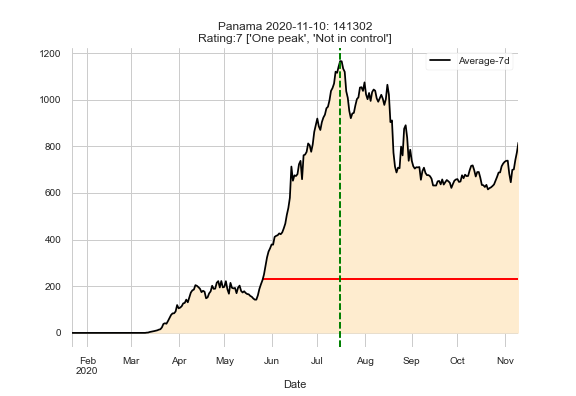 Panama 2020-11-10: 141302
Rating:7 ['One peak', 'Not in control']
Average-7d
1200
1000
800
600
400
200
0
Feb Mar Apr May Jun Jul Aug Sep Oct Nov
2020
Date